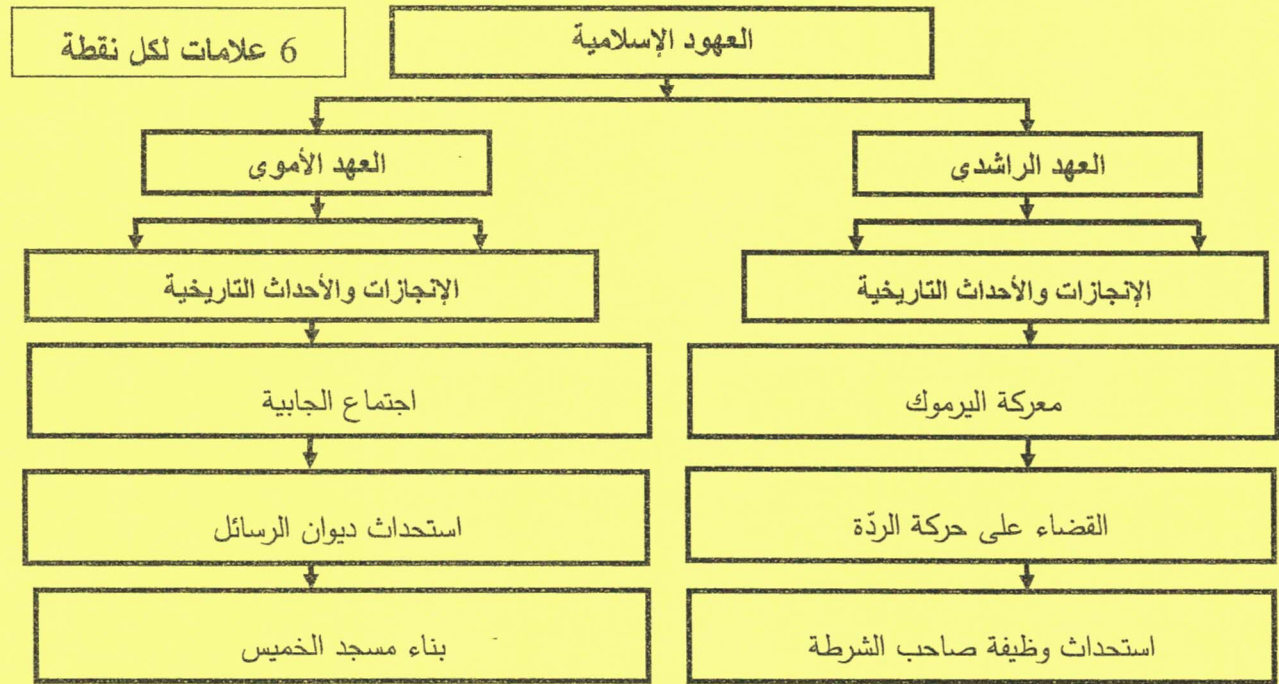 العهود الإسلامية
6 علامات لكل نقطة
العهد الراشدي
العهد الأموي
الإنجازات والأحداث التاريخية
الإنجازات والأحداث التاريخية
معركة اليرموك
اجتماع الجابية
القضاء على حركة الردّة
استحداث ديوان الرسائل
استحداث وظيفة صاحب الشرطة
بناء مسجد الخميس